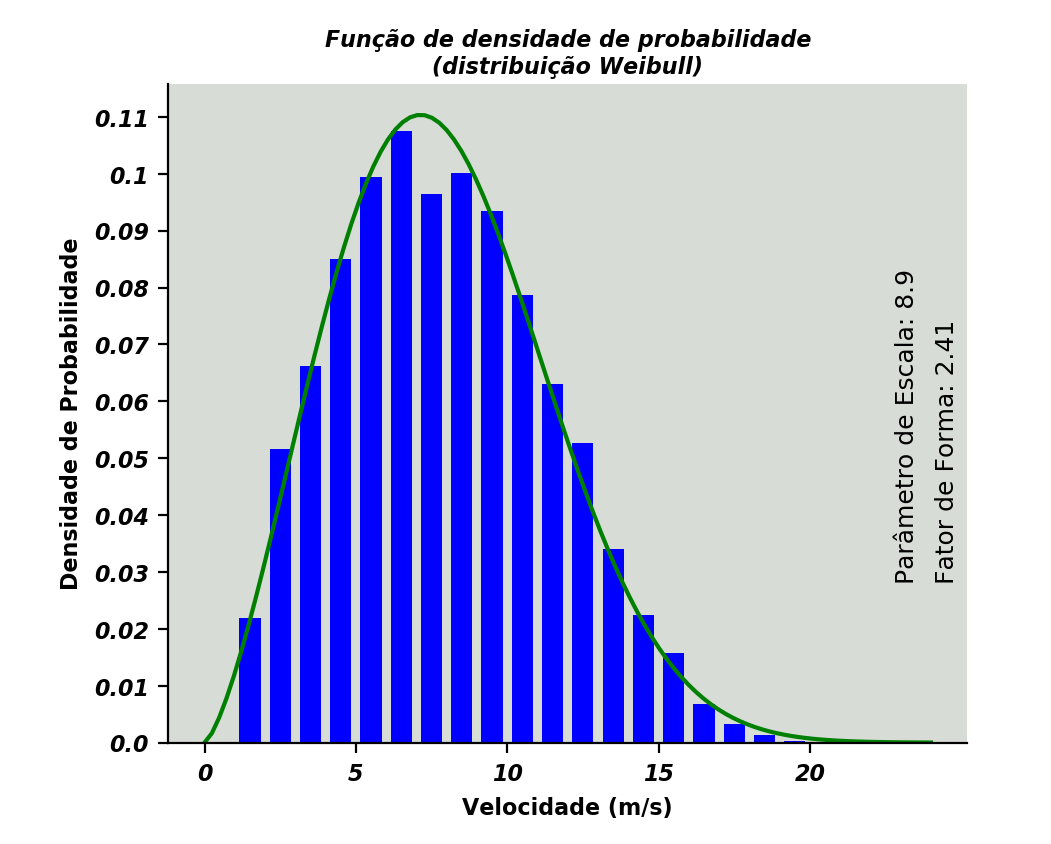 Função de densidade de probabilidade
(distribuição Weibull)
0.11
0.1
0.09
0.08
0.07
0.06
0.05
0.04
0.03
0.02
0.01
0.0
Densidade de Probabilidade
0 5 10 15 20
Velocidade (m/s)
Parâmetro de Escala: 8.9
Fator de Forma: 2.41